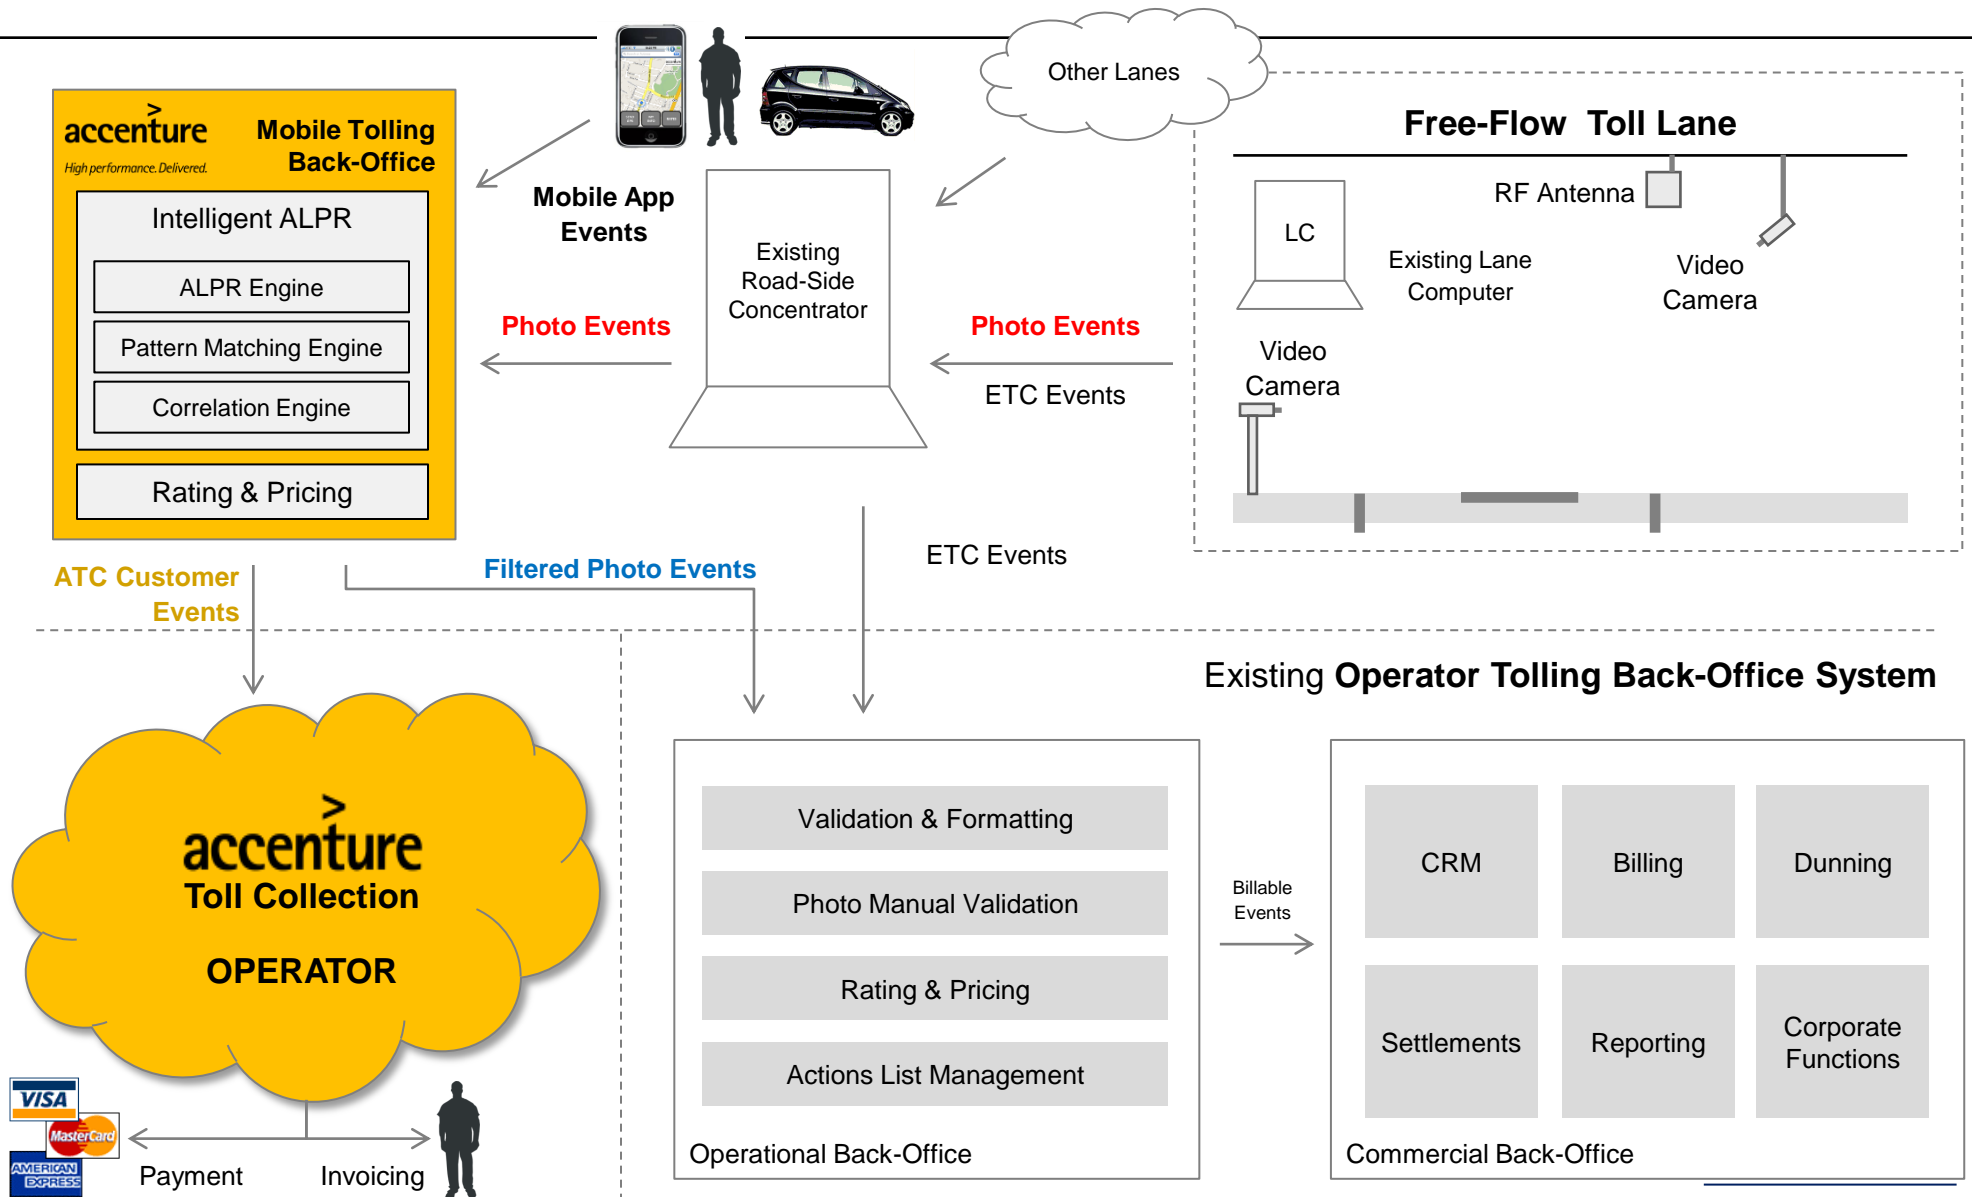 Other Lanes
accenture
High performance. Delivered.
Mobile Tolling
Back-Office
Intelligent ALPR
ALPR Engine
Pattern Matching Engine
Correlation Engine
Rating & Pricing
Mobile App
Events
Photo Events
Existing
Road-Side
Concentrator
Photo Events
ETC Events
Free-Flow Toll Lane
RF Antenna
LC
Existing Lane
Computer
Video
Camera
Video
Camera
ATC Customer
Events
Filtered Photo Events
ETC Events
Existing Operator Tolling Back-Office System
accenture
Toll Collection
OPERATOR
VISA
MasterCard
AMERICAN
EXPRESS
Payment
Invoicing
Validation & Formatting
Photo Manual Validation
Rating & Pricing
Actions List Management
Operational Back-Office
Billable
Events
CRM
Billing
Dunning
Settlements
Reporting
Corporate
Functions
Commercial Back-Office